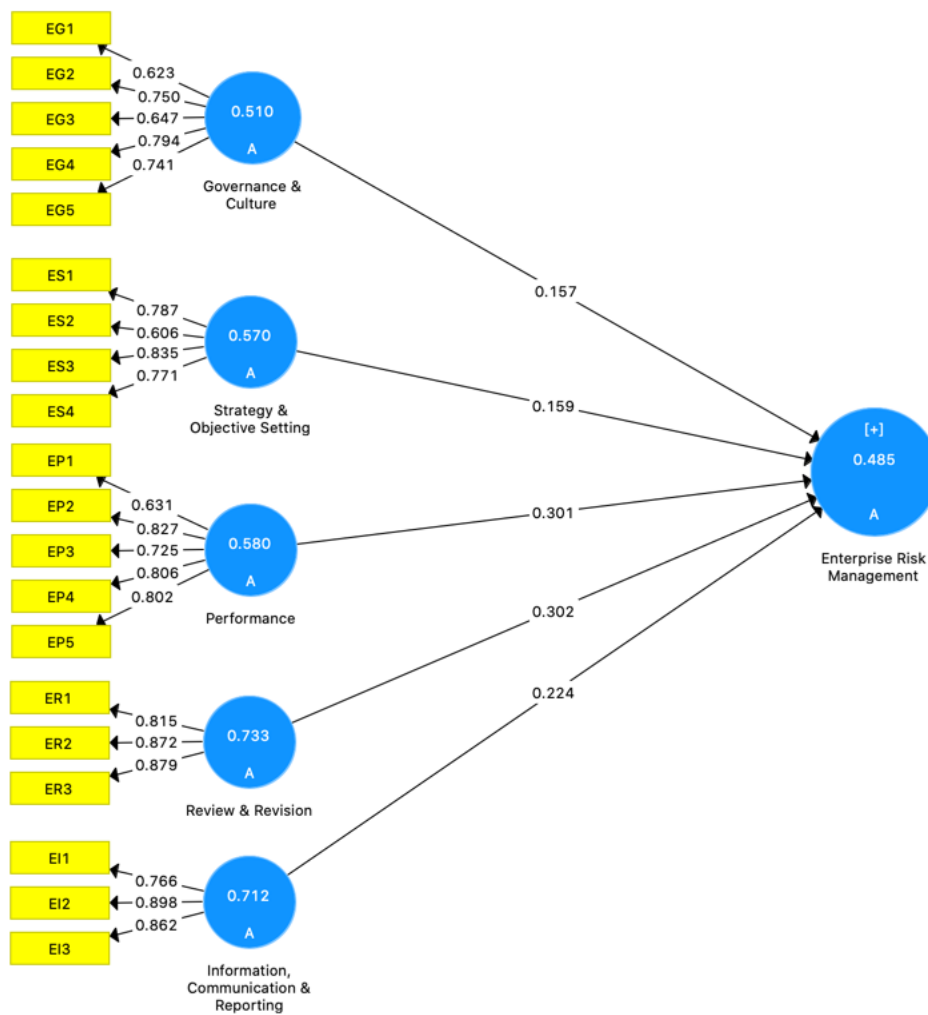 EG1
EG2
EG3
EG4
EG5
0.623
0.750
0.647
0.794
0.741
0.510
A
Governance &
Culture
0.157
ES1
ES2
ES3
ES4
0.787
0.606
0.835
0.771
0.570
A
Strategy &
Objective Setting
0.159
EP1
EP2
EP3
EP4
EP5
0.631
0.827
0.725
0.806
0.802
0.580
A
Performance
0.301
ER1
ER2
ER3
0.815
0.872
0.879
0.733
A
Review & Revision
0.302
EI1
EI2
EI3
0.766
0.898
0.862
0.712
A
Information,
Communication &
Reporting
0.224
[+]
0.485
A
Enterprise Risk
Management